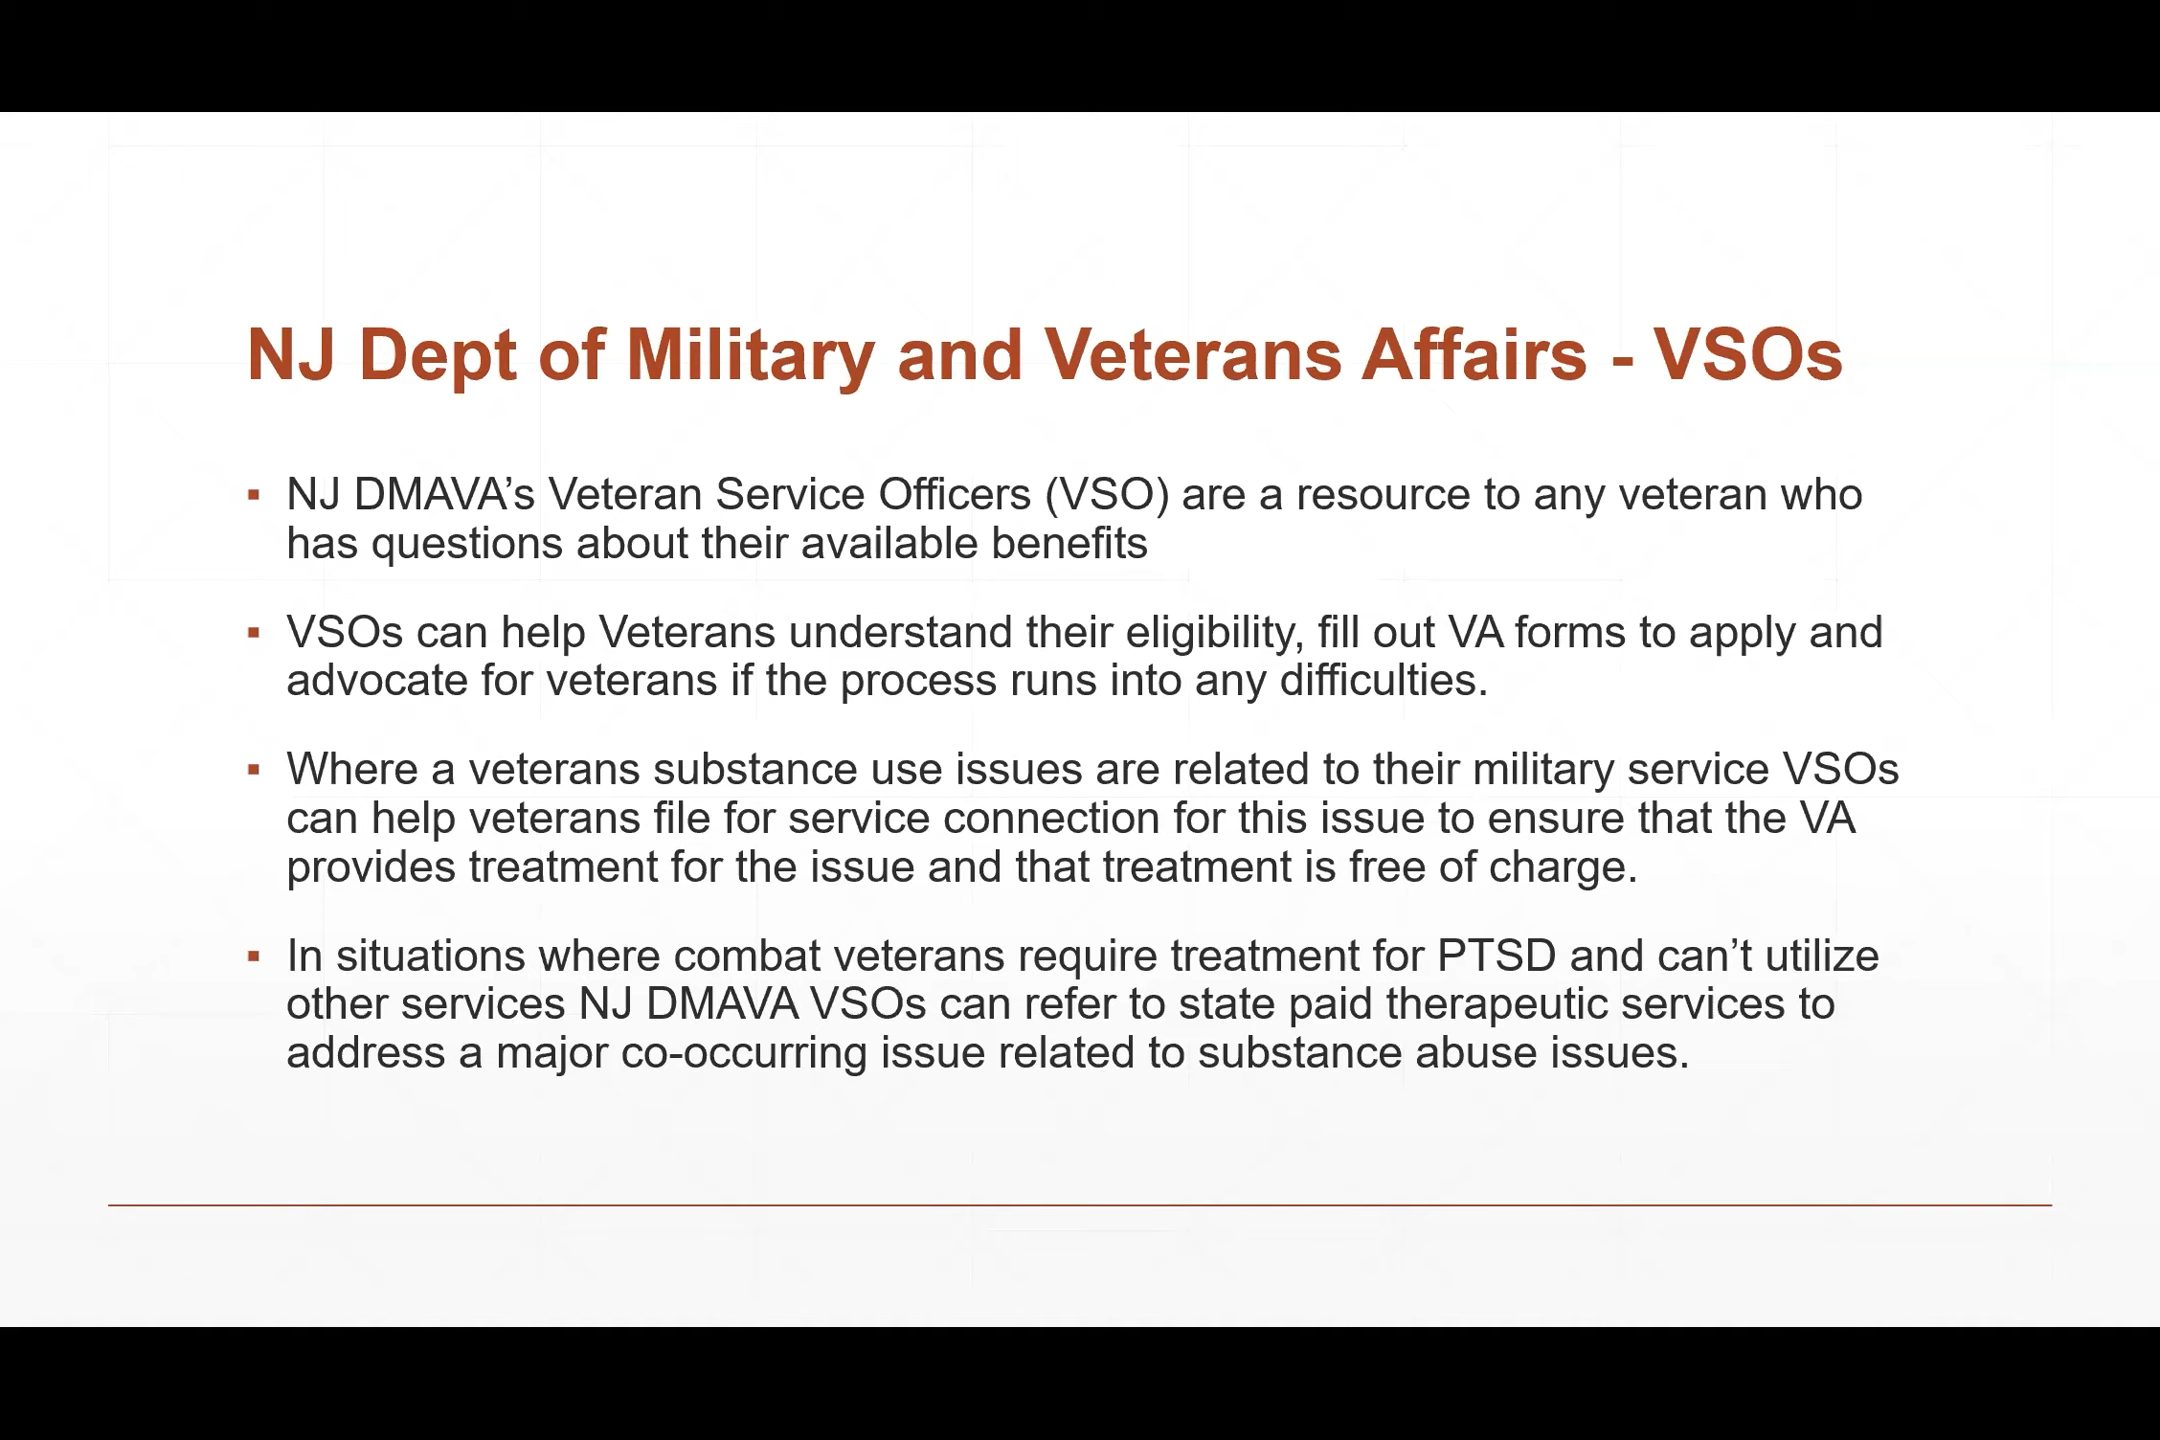 NJ Dept of Military and Veterans Affairs - VSOs
▪ NJ DMAVA’s Veteran Service Officers (VSO) are a resource to any veteran who
has questions about their available benefits
▪ VSOs can help Veterans understand their eligibility, fill out VA forms to apply and
advocate for veterans if the process runs into any difficulties.
▪ Where a veterans substance use issues are related to their military service VSOs
can help veterans file for service connection for this issue to ensure that the VA
provides treatment for the issue and that treatment is free of charge.
▪ In situations where combat veterans require treatment for PTSD and can’t utilize
other services NJ DMAVA VSOs can refer to state paid therapeutic services to
address a major co-occurring issue related to substance abuse issues.